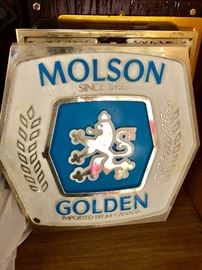 MOLSON
SINCE 1786
GOLDEN
IMPORTED FROM CANADA